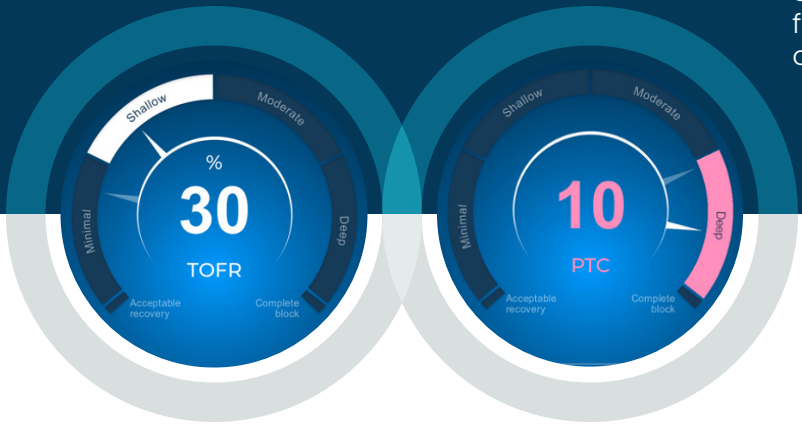 Shallow
Moderate
%
30
TOFR
Minimal
Deep
Acceptable
recovery
Complete
block
Shallow
Moderate
10
PTC
Minimal
Deep
Acceptable
recovery
Complete
block